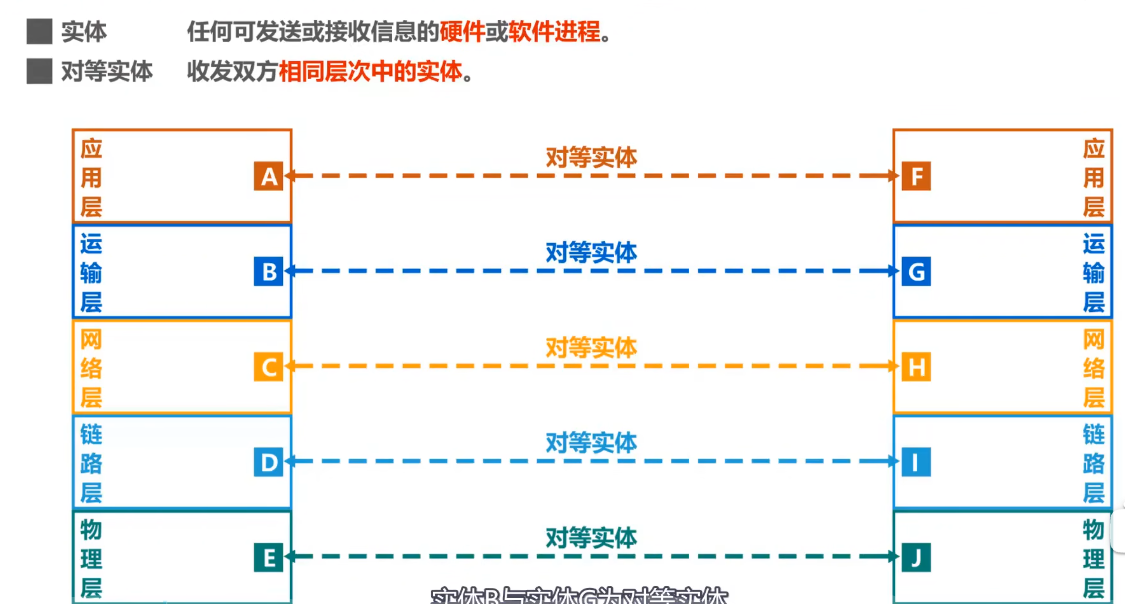 实体 任何可发送或接收信息的硬件或软件进程。
对等实体 收发双方相同层次中的实体。
应用层 A 对等实体 F 应用层
运输层 B 对等实体 G 运输层
网络层 C 对等实体 H 网络层
链路层 D 对等实体 I 链路层
物理层 E 对等实体 J 物理层
实体B与实体G为对等实体